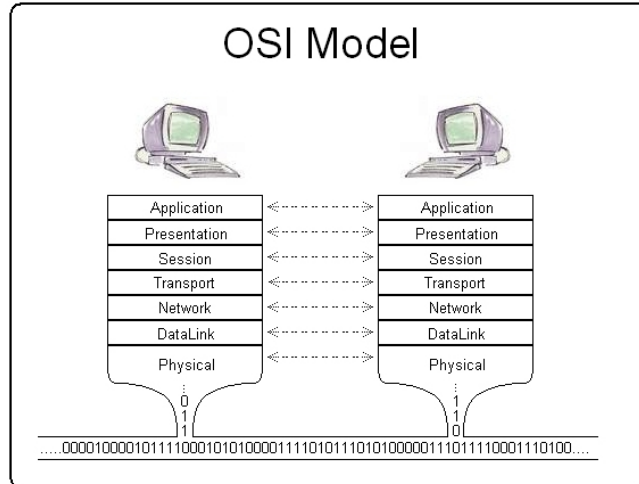 OSI Model
Application Application
Presentation Presentation
Session Session
Transport Transport
Network Network
DataLink DataLink
Physical Physical
: :
0 1
1 1
1 0
.....0000100001011110001010100001111010111010100000111011110001110100....